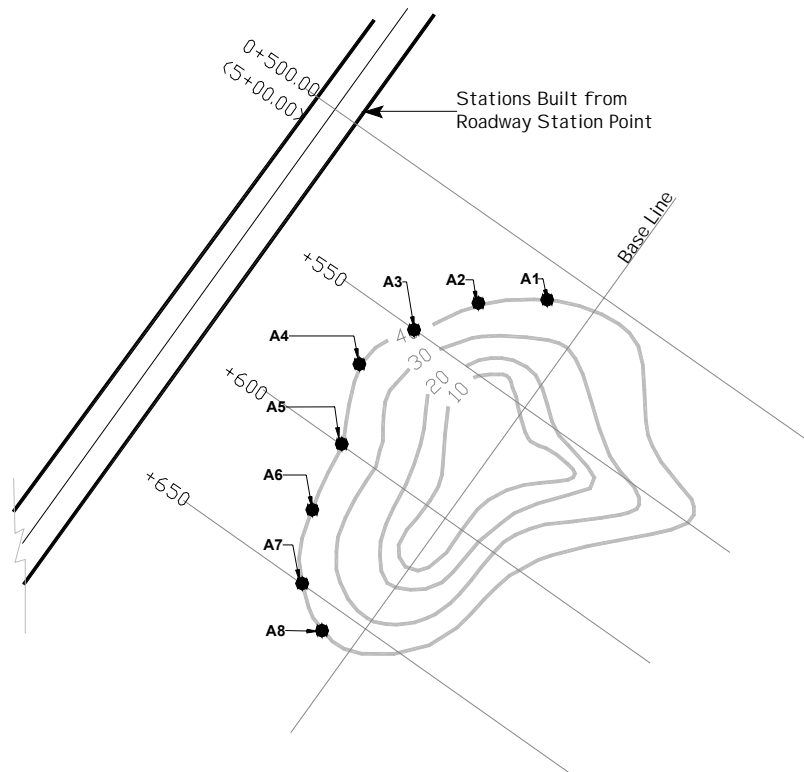 0+500.00
<5+00.00>
Stations Built from
Roadway Station Point
Base Line
+550
A3
A2
A1
A4
40
30
20
10
+600
A5
+650
A6
A7
A8